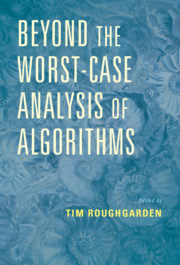 BEYOND THE
WORST-CASE
ANALYSIS OF
ALGORITHMS
Edited by
TIM ROUGHGARDEN